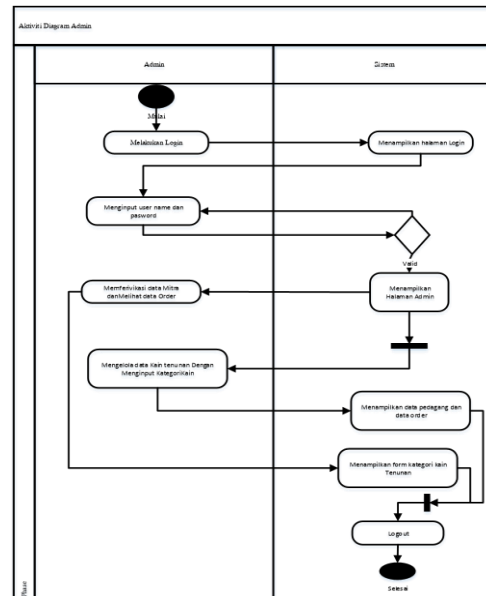 Aktiviti Diagram Admin
Admin
Sistem
Mulai
Melakukan Login
Menampilkan halaman Login
Menginput user name dan
pasword
Valid
Memferivikasi data Mitra
danMelihat data Order
Menampilkan
Halaman Admin
Mengelola data Kain tenunan Dengan
Menginput KategoriKain
Menampilkan data pedagang dan
data order
Menampilkan form kategori kain
Tenunan
Logout
Selesai
Phase